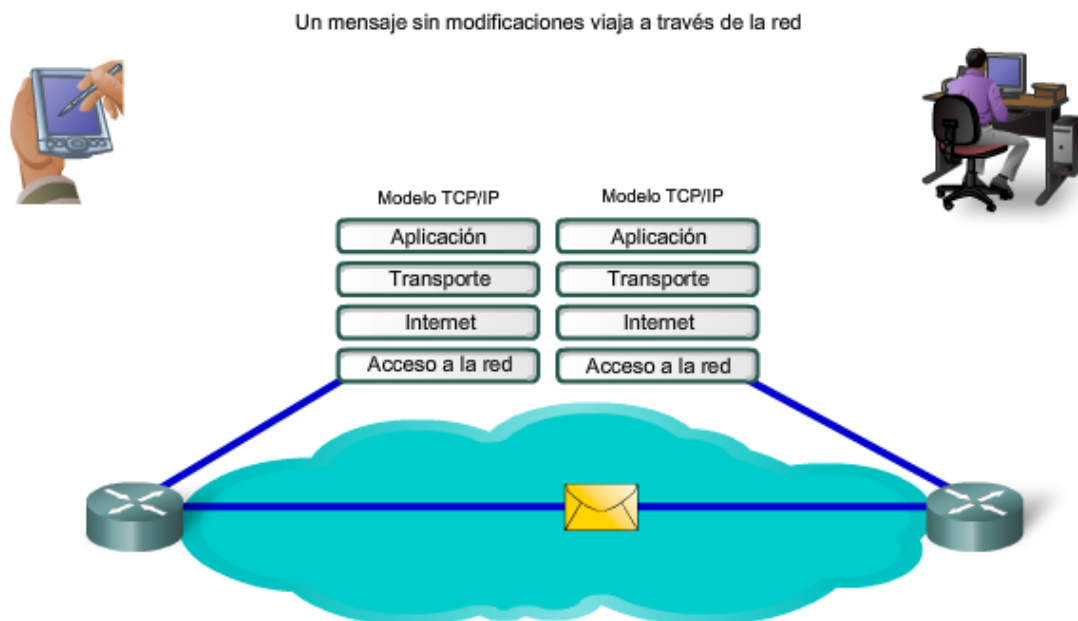 Un mensaje sin modificaciones viaja a través de la red
Modelo TCP/IP
Aplicación
Transporte
Internet
Acceso a la red
Modelo TCP/IP
Aplicación
Transporte
Internet
Acceso a la red